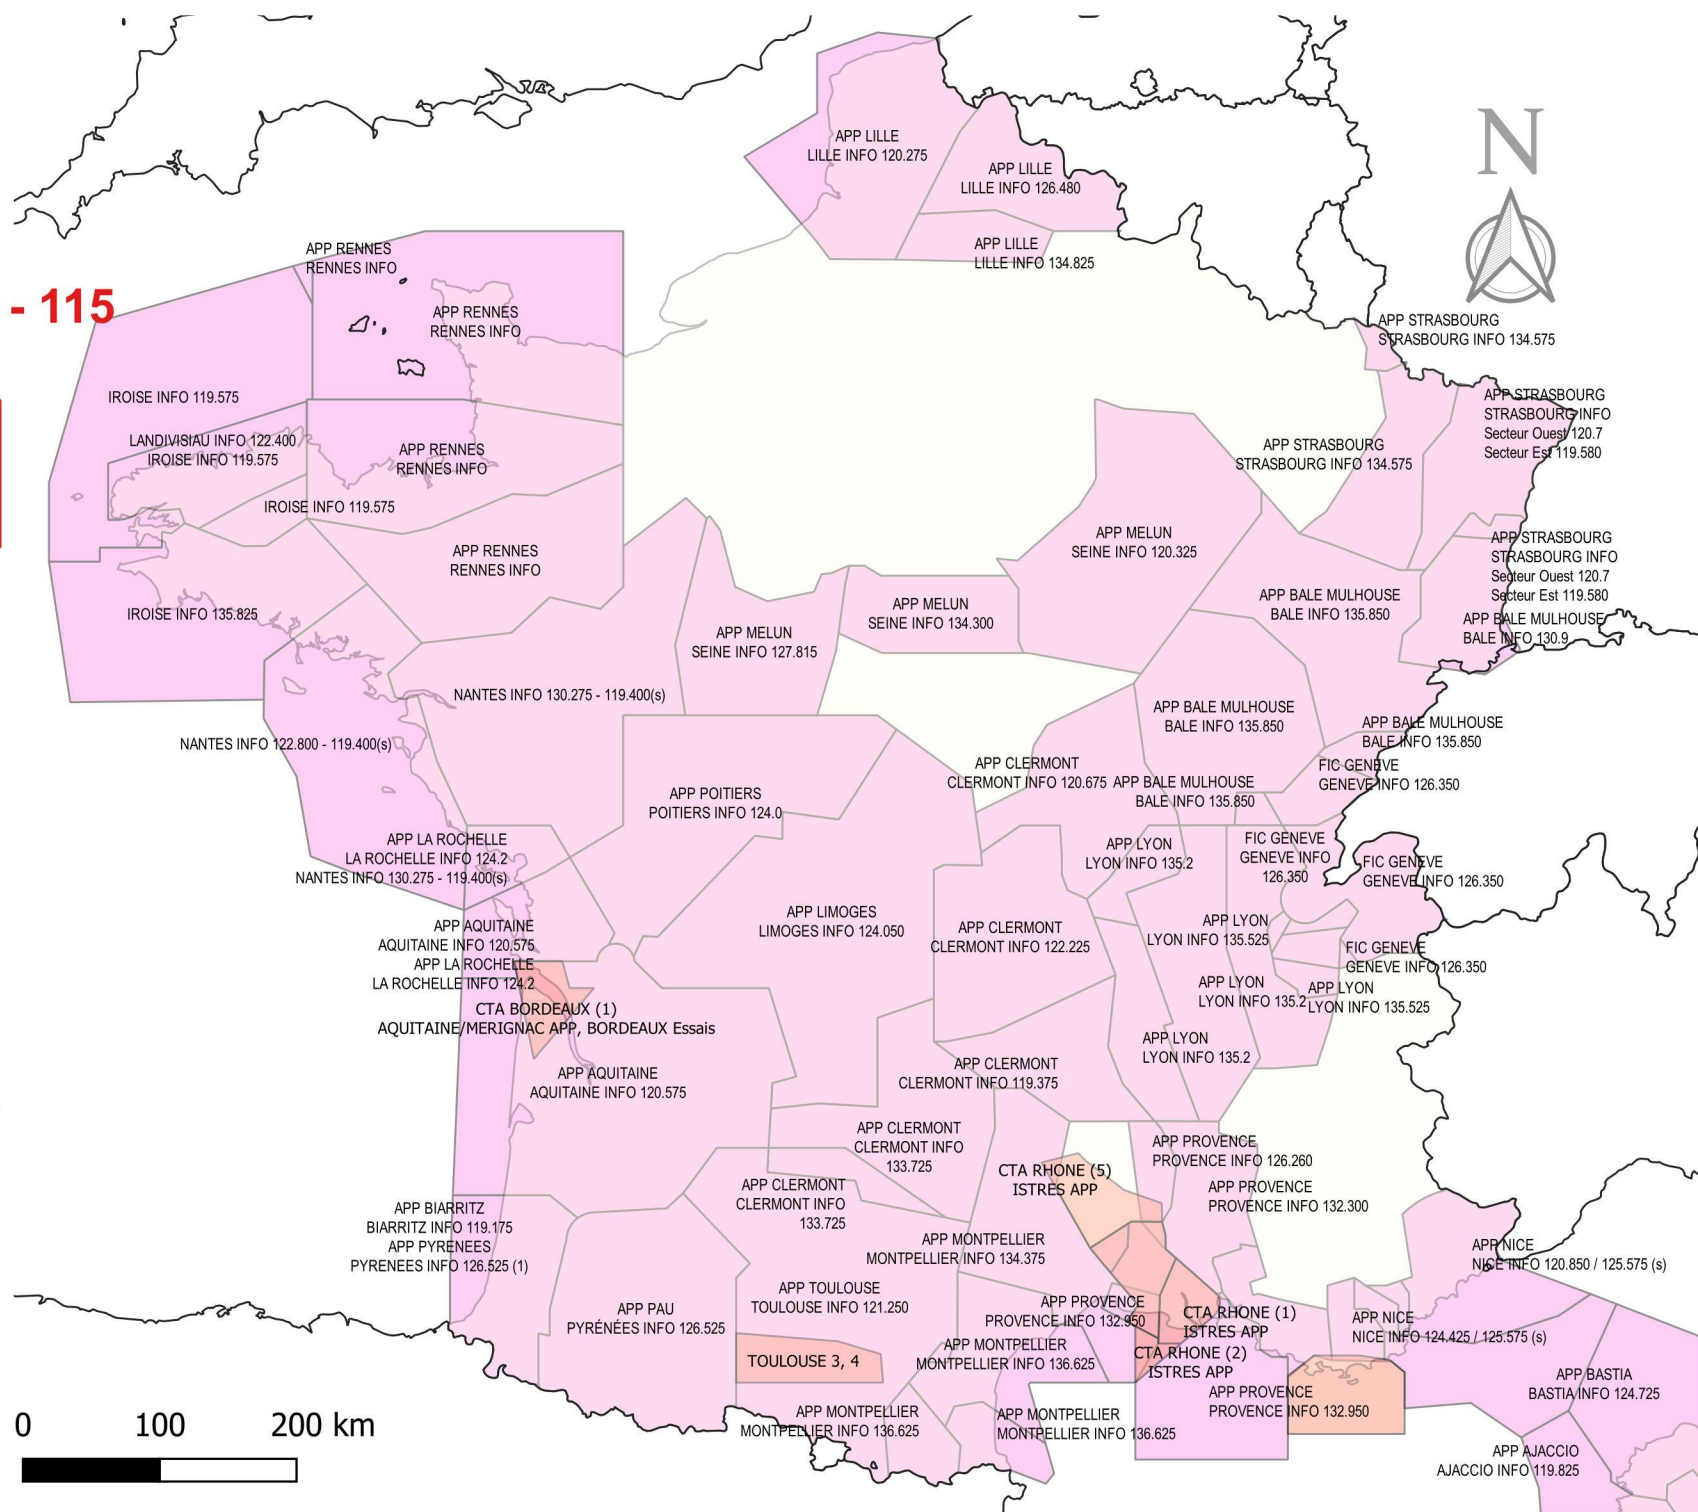 N
- 115
APP LILLE
LILLE INFO 120.275
APP LILLE
LILLE INFO 126.480
APP LILLE
LILLE INFO 134.825
APP RENNES
RENNES INFO
APP RENNES
RENNES INFO
APP STRASBOURG
STRASBOURG INFO 134.575
IROISE INFO 119.575
APP STRASBOURG
STRASBOURG INFO
Secteur Ouest 120.7
Secteur Est 119.580
LANDIVISIAU INFO 122.400
IROISE INFO 119.575
APP RENNES
RENNES INFO
APP STRASBOURG
STRASBOURG INFO 134.575
IROISE INFO 119.575
APP RENNES
RENNES INFO
APP MELUN
SEINE INFO 120.325
APP STRASBOURG
STRASBOURG INFO
Secteur Ouest 120.7
Secteur Est 119.580
IROISE INFO 135.825
APP MELUN
SEINE INFO 127.815
APP MELUN
SEINE INFO 134.300
APP BALE MULHOUSE
BALE INFO 135.850
APP BALE MULHOUSE
BALE INFO 130.9
NANTES INFO 130.275 - 119.400(s)
NANTES INFO 122.800 - 119.400(s)
APP BALE MULHOUSE
BALE INFO 135.850
APP BALE MULHOUSE
BALE INFO 135.850
APP POITIERS
POITIERS INFO 124.0
APP CLERMONT
CLERMONT INFO 120.675
APP BALE MULHOUSE
BALE INFO 135.850
FIC GENEVE
GENEVE INFO 126.350
APP LA ROCHELLE
LA ROCHELLE INFO 124.2
NANTES INFO 130.275 - 119.400(s)
APP LYON
LYON INFO 135.2
FIC GENEVE
GENEVE INFO
126.350
FIC GENEVE
GENEVE INFO 126.350
APP AQUITAINE
AQUITAINE INFO 120.575
APP LA ROCHELLE
LA ROCHELLE INFO 124.2
APP LIMOGES
LIMOGES INFO 124.050
APP CLERMONT
CLERMONT INFO 122.225
APP LYON
LYON INFO 135.525
FIC GENEVE
GENEVE INFO 126.350
CTA BORDEAUX (1)
AQUITAINE/MERIGNAC APP, BORDEAUX Essais
APP LYON
LYON INFO 135.2
APP LYON
LYON INFO 135.525
APP AQUITAINE
AQUITAINE INFO 120.575
APP CLERMONT
CLERMONT INFO 119.375
APP LYON
LYON INFO 135.2
APP CLERMONT
CLERMONT INFO
133.725
CTA RHONE (5)
ISTRES APP
APP PROVENCE
PROVENCE INFO 126.260
APP CLERMONT
CLERMONT INFO
133.725
APP PROVENCE
PROVENCE INFO 132.300
APP BIARRITZ
BIARRITZ INFO 119.175
APP PYRENEES
PYRENEES INFO 126.525 (1)
APP MONTPELLIER
MONTPELLIER INFO 134.375
APP NICE
NICE INFO 120.850 / 125.575 (s)
APP PAU
PYRÉNÉES INFO 126.525
APP TOULOUSE
TOULOUSE INFO 121.250
APP PROVENCE
PROVENCE INFO 132.950
CTA RHONE (1)
ISTRES APP
APP NICE
NICE INFO 124.425 / 125.575 (s)
TOULOUSE 3, 4
APP MONTPELLIER
MONTPELLIER INFO 136.625
CTA RHONE (2)
ISTRES APP
APP BASTIA
BASTIA INFO 124.725
APP PROVENCE
PROVENCE INFO 132.950
APP MONTPELLIER
MONTPELLIER INFO 136.625
APP MONTPELLIER
MONTPELLIER INFO 136.625
APP AJACCIO
AJACCIO INFO 119.825
0 100 200 km